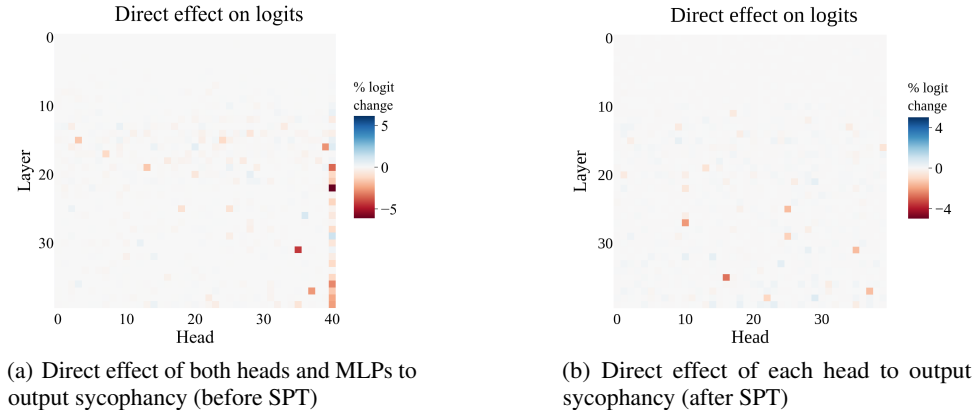 Direct effect on logits
0
10
20
30
Layer
0
10
20
30
40
Head
% logit
change
5
0
−5
(a) Direct effect of both heads and MLPs to
output sycophancy (before SPT)
Direct effect on logits
0
10
20
30
Layer
0
10
20
30
Head
% logit
change
4
0
−4
(b) Direct effect of each head to output
sycophancy (after SPT)